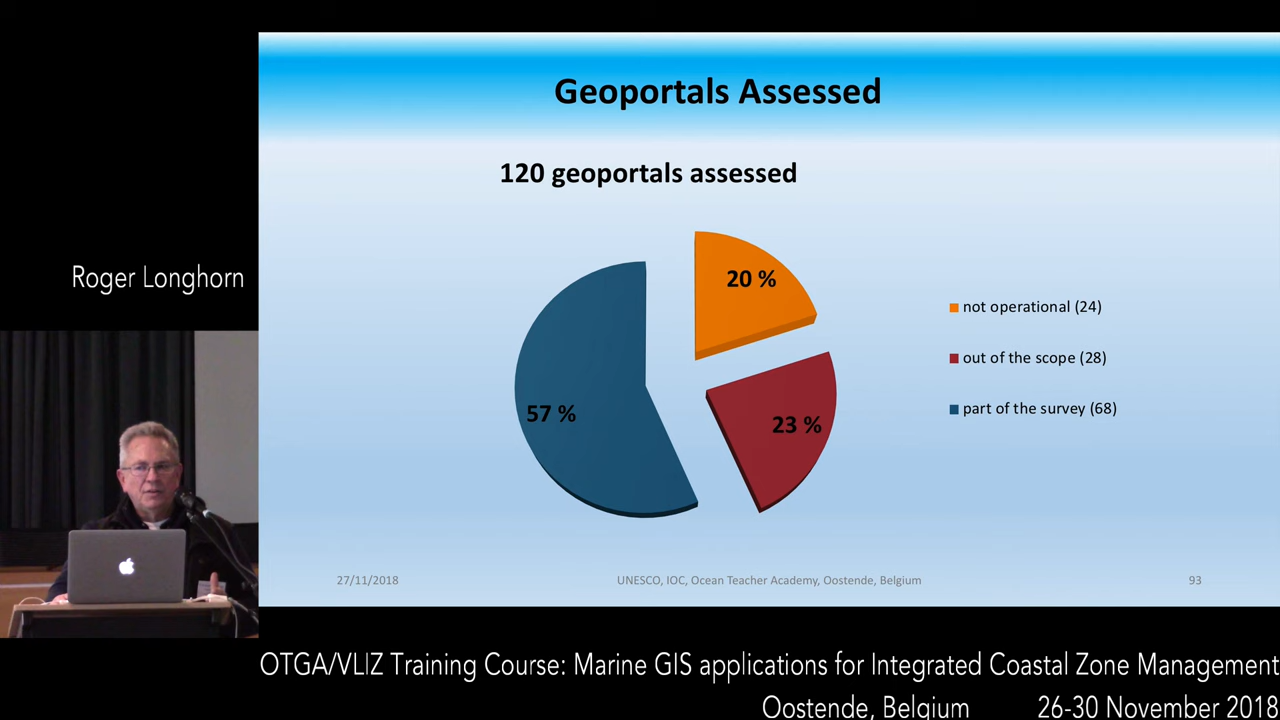 Geoportals Assessed
120 geoportals assessed
20 %
57 %
23 %
not operational (24)
out of the scope (28)
part of the survey (68)
Roger Longhorn
27/11/2018
UNESCO, IOC, Ocean Teacher Academy, Oostende, Belgium
93
OTGA/VLIZ Training Course: Marine GIS applications for Integrated Coastal Zone Management
Oostende, Belgium 26-30 November 2018